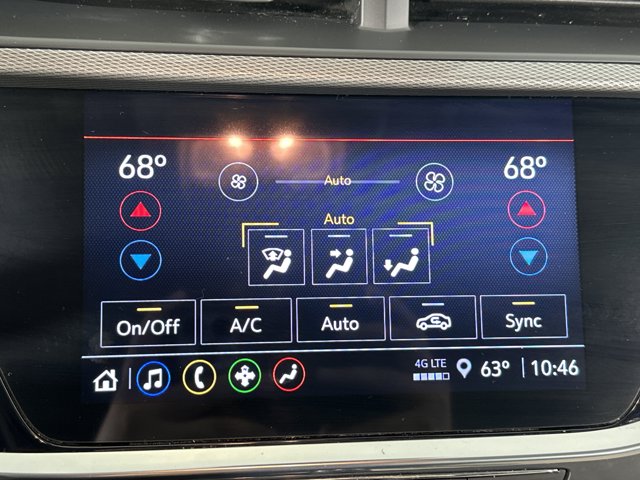 68° 68°
Auto
Auto
On/Off A/C Auto Sync
4G LTE 63° 10:46